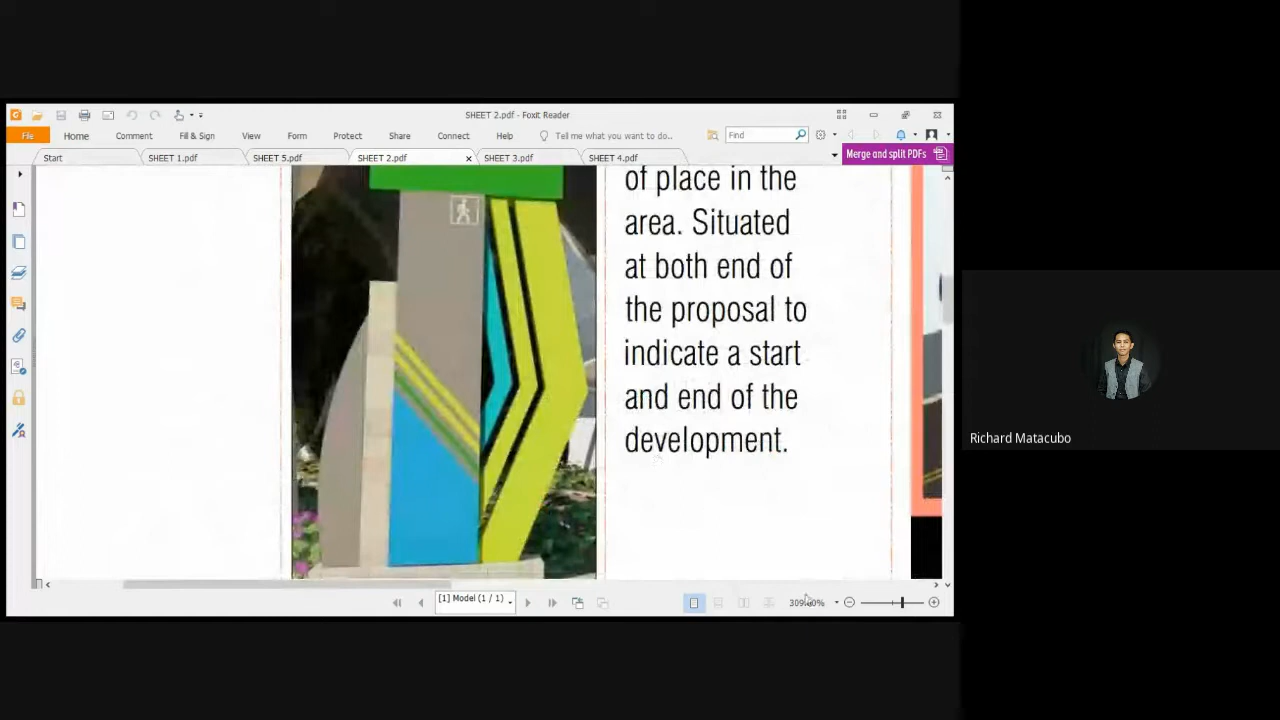 SHEET 2.pdf - Foxit Reader
File Home Comment Fill & Sign View Form Protect Share Connect Help Tell me what you want to do.. Find
Start SHEET 1.pdf SHEET 5.pdf SHEET 2.pdf SHEET 3.pdf SHEET 4.pdf Merge and split PDFs
of place in the
area. Situated
at both end of
the proposal to
indicate a start
and end of the
development.
Richard Matacubo
[1] Model (1 / 1)